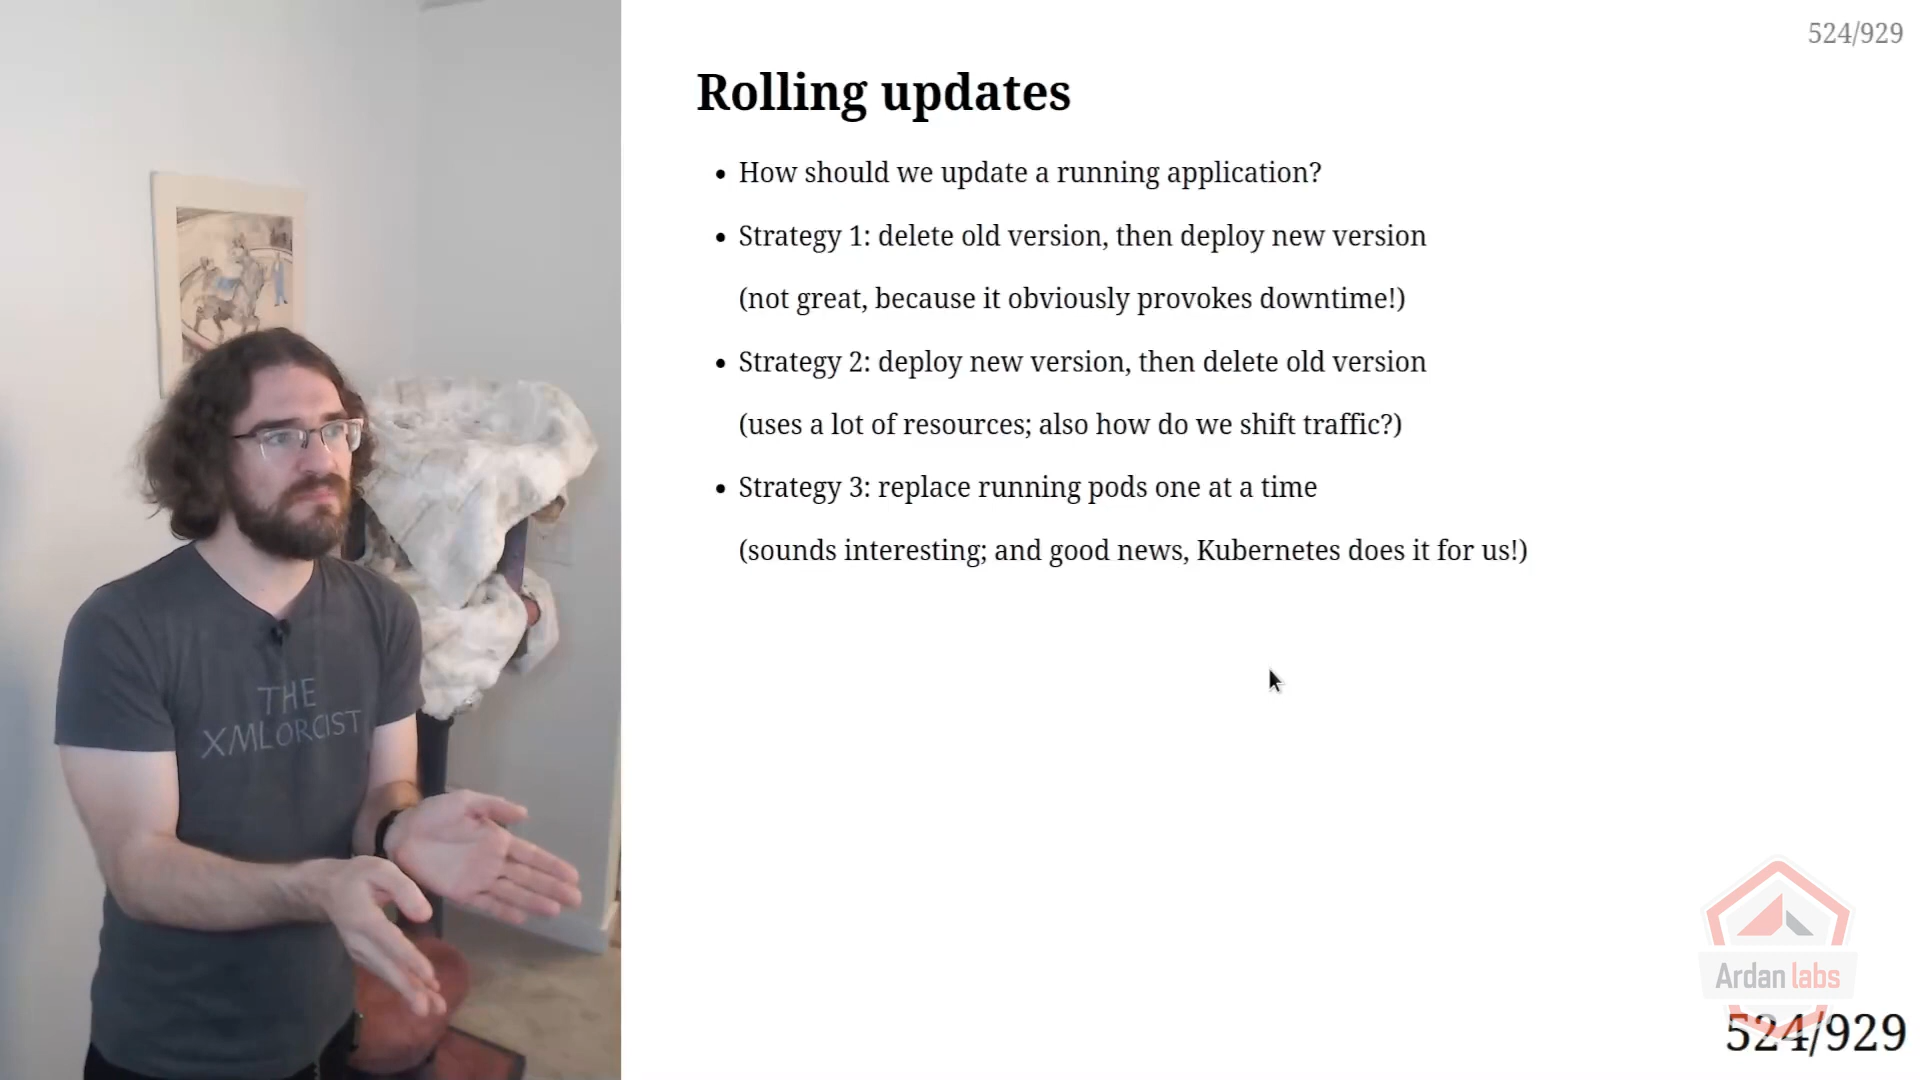 524/929
Rolling updates
• How should we update a running application?
• Strategy 1: delete old version, then deploy new version
(not great, because it obviously provokes downtime!)
• Strategy 2: deploy new version, then delete old version
(uses a lot of resources; also how do we shift traffic?)
• Strategy 3: replace running pods one at a time
(sounds interesting; and good news, Kubernetes does it for us!)
THE
XMLORCIST
Ardan labs
524/929